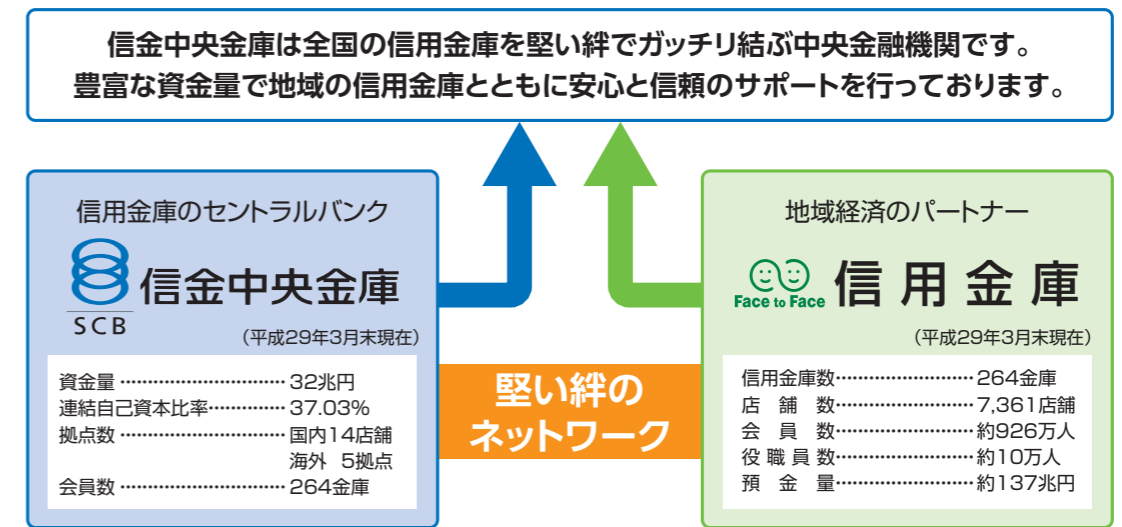 信金中央金庫は全国の信用金庫を堅い絆でガッチリ結ぶ中央金融機関です。
豊富な資金量で地域の信用金庫とともに安心と信頼のサポートを行っております。
信用金庫のセントラルバンク
信金中央金庫
SCB
(平成29年3月末現在)
資金量 …………………………… 32兆円
連結自己資本比率…………… 37.03%
拠点数 …………………………… 国内14店舗
海外 5拠点
会員数 …………………………… 264金庫
堅い絆の
ネットワーク
地域経済のパートナー
Face to Face 信用金庫
(平成29年3月末現在)
信用金庫数……………………… 264金庫
店舗数……………………… 7,361店舗
会員数……………………… 約926万人
役職員数……………………… 約10万人
預金量……………………… 約137兆円